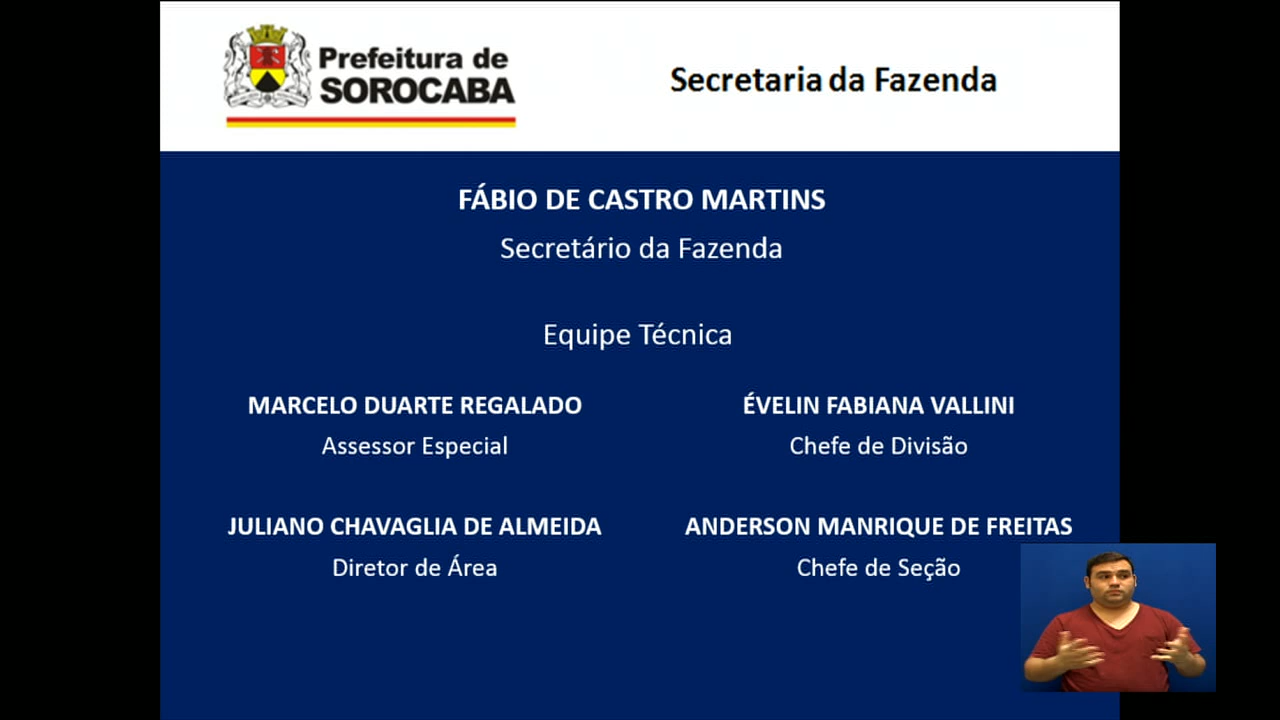 Prefeitura de
SOROCABA
Secretaria da Fazenda
FÁBIO DE CASTRO MARTINS
Secretário da Fazenda
Equipe Técnica
MARCELO DUARTE REGALADO
Assessor Especial
ÉVELIN FABIANA VALLINI
Chefe de Divisão
JULIANO CHAVAGLIA DE ALMEIDA
Diretor de Área
ANDERSON MANRIQUE DE FREITAS
Chefe de Seção